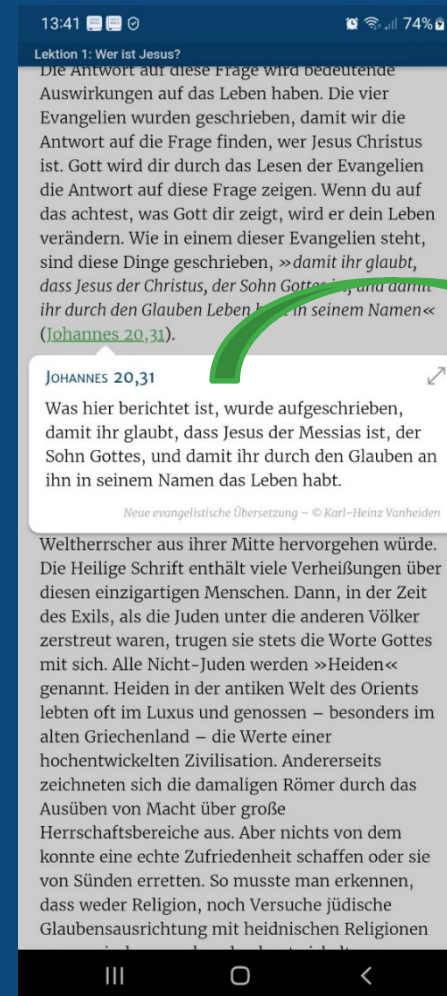 13:41
74%
Lektion 1: Wer ist Jesus?
Die Antwort auf diese Frage wird bedeutende
Auswirkungen auf das Leben haben. Die vier
Evangelien wurden geschrieben, damit wir die
Antwort auf die Frage finden, wer Jesus Christus
ist. Gott wird dir durch das Lesen der Evangelien
die Antwort auf diese Frage zeigen. Wenn du auf
das achtest, was Gott dir zeigt, wird er dein Leben
verändern. Wie in einem dieser Evangelien steht,
sind diese Dinge geschrieben, »damit ihr glaubt,
dass Jesus der Christus, der Sohn Gottes ist, und damit
ihr durch den Glauben Leben in seinem Namen«
(Johannes 20,31).
JOHANNES 20,31
Was hier berichtet ist, wurde aufgeschrieben,
damit ihr glaubt, dass Jesus der Messias ist, der
Sohn Gottes, und damit ihr durch den Glauben an
ihn in seinem Namen das Leben habt.
Neue evangelistische Übersetzung – © Karl-Heinz Vanheiden
Weltherrscher aus ihrer Mitte hervorgehen würde.
Die Heilige Schrift enthält viele Verheißungen über
diesen einzigartigen Menschen. Dann, in der Zeit
des Exils, als die Juden unter die anderen Völker
zerstreut waren, trugen sie stets die Worte Gottes
mit sich. Alle Nicht-Juden werden »Heiden«
genannt. Heiden in der antiken Welt des Orients
lebten oft im Luxus und genossen – besonders im
alten Griechenland – die Werte einer
hochentwickelten Zivilisation. Andererseits
zeichneten sich die damaligen Römer durch das
Ausüben von Macht über große
Herrschaftsbereiche aus. Aber nichts von dem
konnte eine echte Zufriedenheit schaffen oder sie
von Sünden erretten. So musste man erkennen,
dass weder Religion, noch Versuche jüdische
Glaubensausrichtung mit heidnischen Religionen